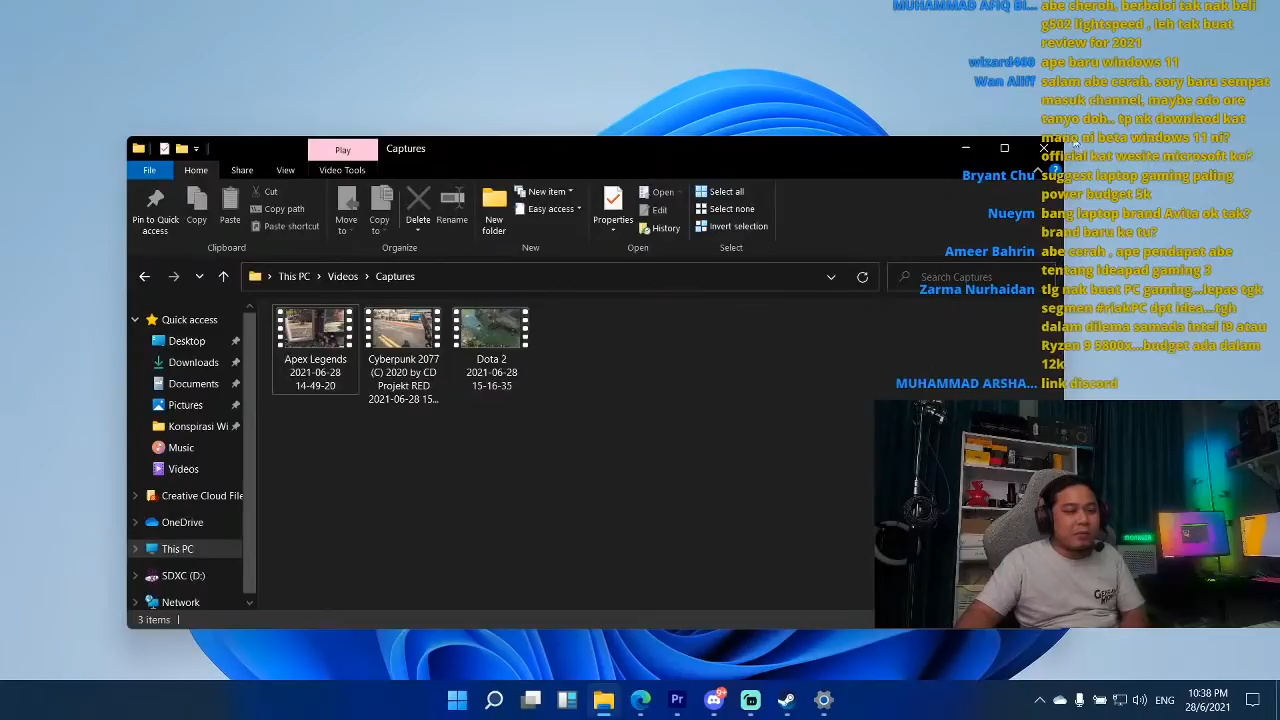 MUHAMMAD AFIQ BI... abe cheroh, berbaloi tak nak beli
g502 lightspeed , leh tak buat
review for 2021
wizard460 ape baru windows 11
Wan Aliff salam abe cerah, sory baru sempat
masuk channel, maybe ado ore
tanyo doh.. tp nk downlaod kat
mano ni beta windows 11 ni?
official kat wesite microsoft ko?
Bryant Chu suggest laptop gaming paling
power budget 5k
Nueym bang laptop brand Avita ok tak?
brand baru ke tu?
Ameer Bahrin abe cerah , ape pendapat abe
tentang ideapad gaming 3
Zarma Nurhaidan tlg nak buat PC gaming...lepas tgk
segmen #riakPC dpt idea...tgh
dalam dilema samada intel i9 atau
Ryzen 9 5800x...budget ada dalam
12k
MUHAMMAD ARSHA... link discord
Play
Captures
File
Home
Share
View
Video Tools
Pin to Quick
access
Copy
Paste
Cut
Copy path
Paste shortcut
Clipboard
Move
to
Copy
to
Delete
Rename
Organize
New
folder
New item
Easy access
New
Properties
Open
Edit
History
Open
Select all
Select none
Invert selection
Select
This PC
Videos
Captures
Search Captures
Quick access
Desktop
Downloads
Documents
Pictures
Konspirasi Wi
Music
Videos
Creative Cloud File
OneDrive
This PC
SDXC (D:)
Network
Apex Legends
2021-06-28
14-49-20
Cyberpunk 2077
(C) 2020 by CD
Projekt RED
2021-06-28 15...
Dota 2
2021-06-28
15-16-35
3 items
Pr
9+
ENG
10:38 PM
28/6/2021